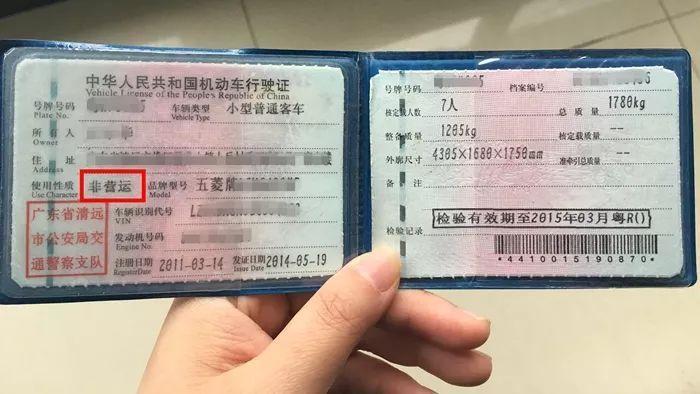 中华人民共和国机动车行驶证
Vehicle License of the People's Republic of China
号牌号码 车辆类型 小型普通客车
Plate No. Vehicle Type
所有人
Owner
住址
Address
使用性质 非营运 品牌型号 五菱牌
Use Character Model
广东省清远
市公安局交
通警察支队
车辆识别代号
VIN
发动机号码
Engine No.
注册日期 2011-03-14 发证日期 2014-05-19
Register Date Issue Date
号牌号码 档案编号
核定载人数 7人 总质量 1780kg
整备质量 1205kg 核定载质量 --
外廓尺寸 4305×1680×1750mm 准牵引总质量 --
备注
检验有效期至2015年03月粤R()
检验记录
*4410015190870*